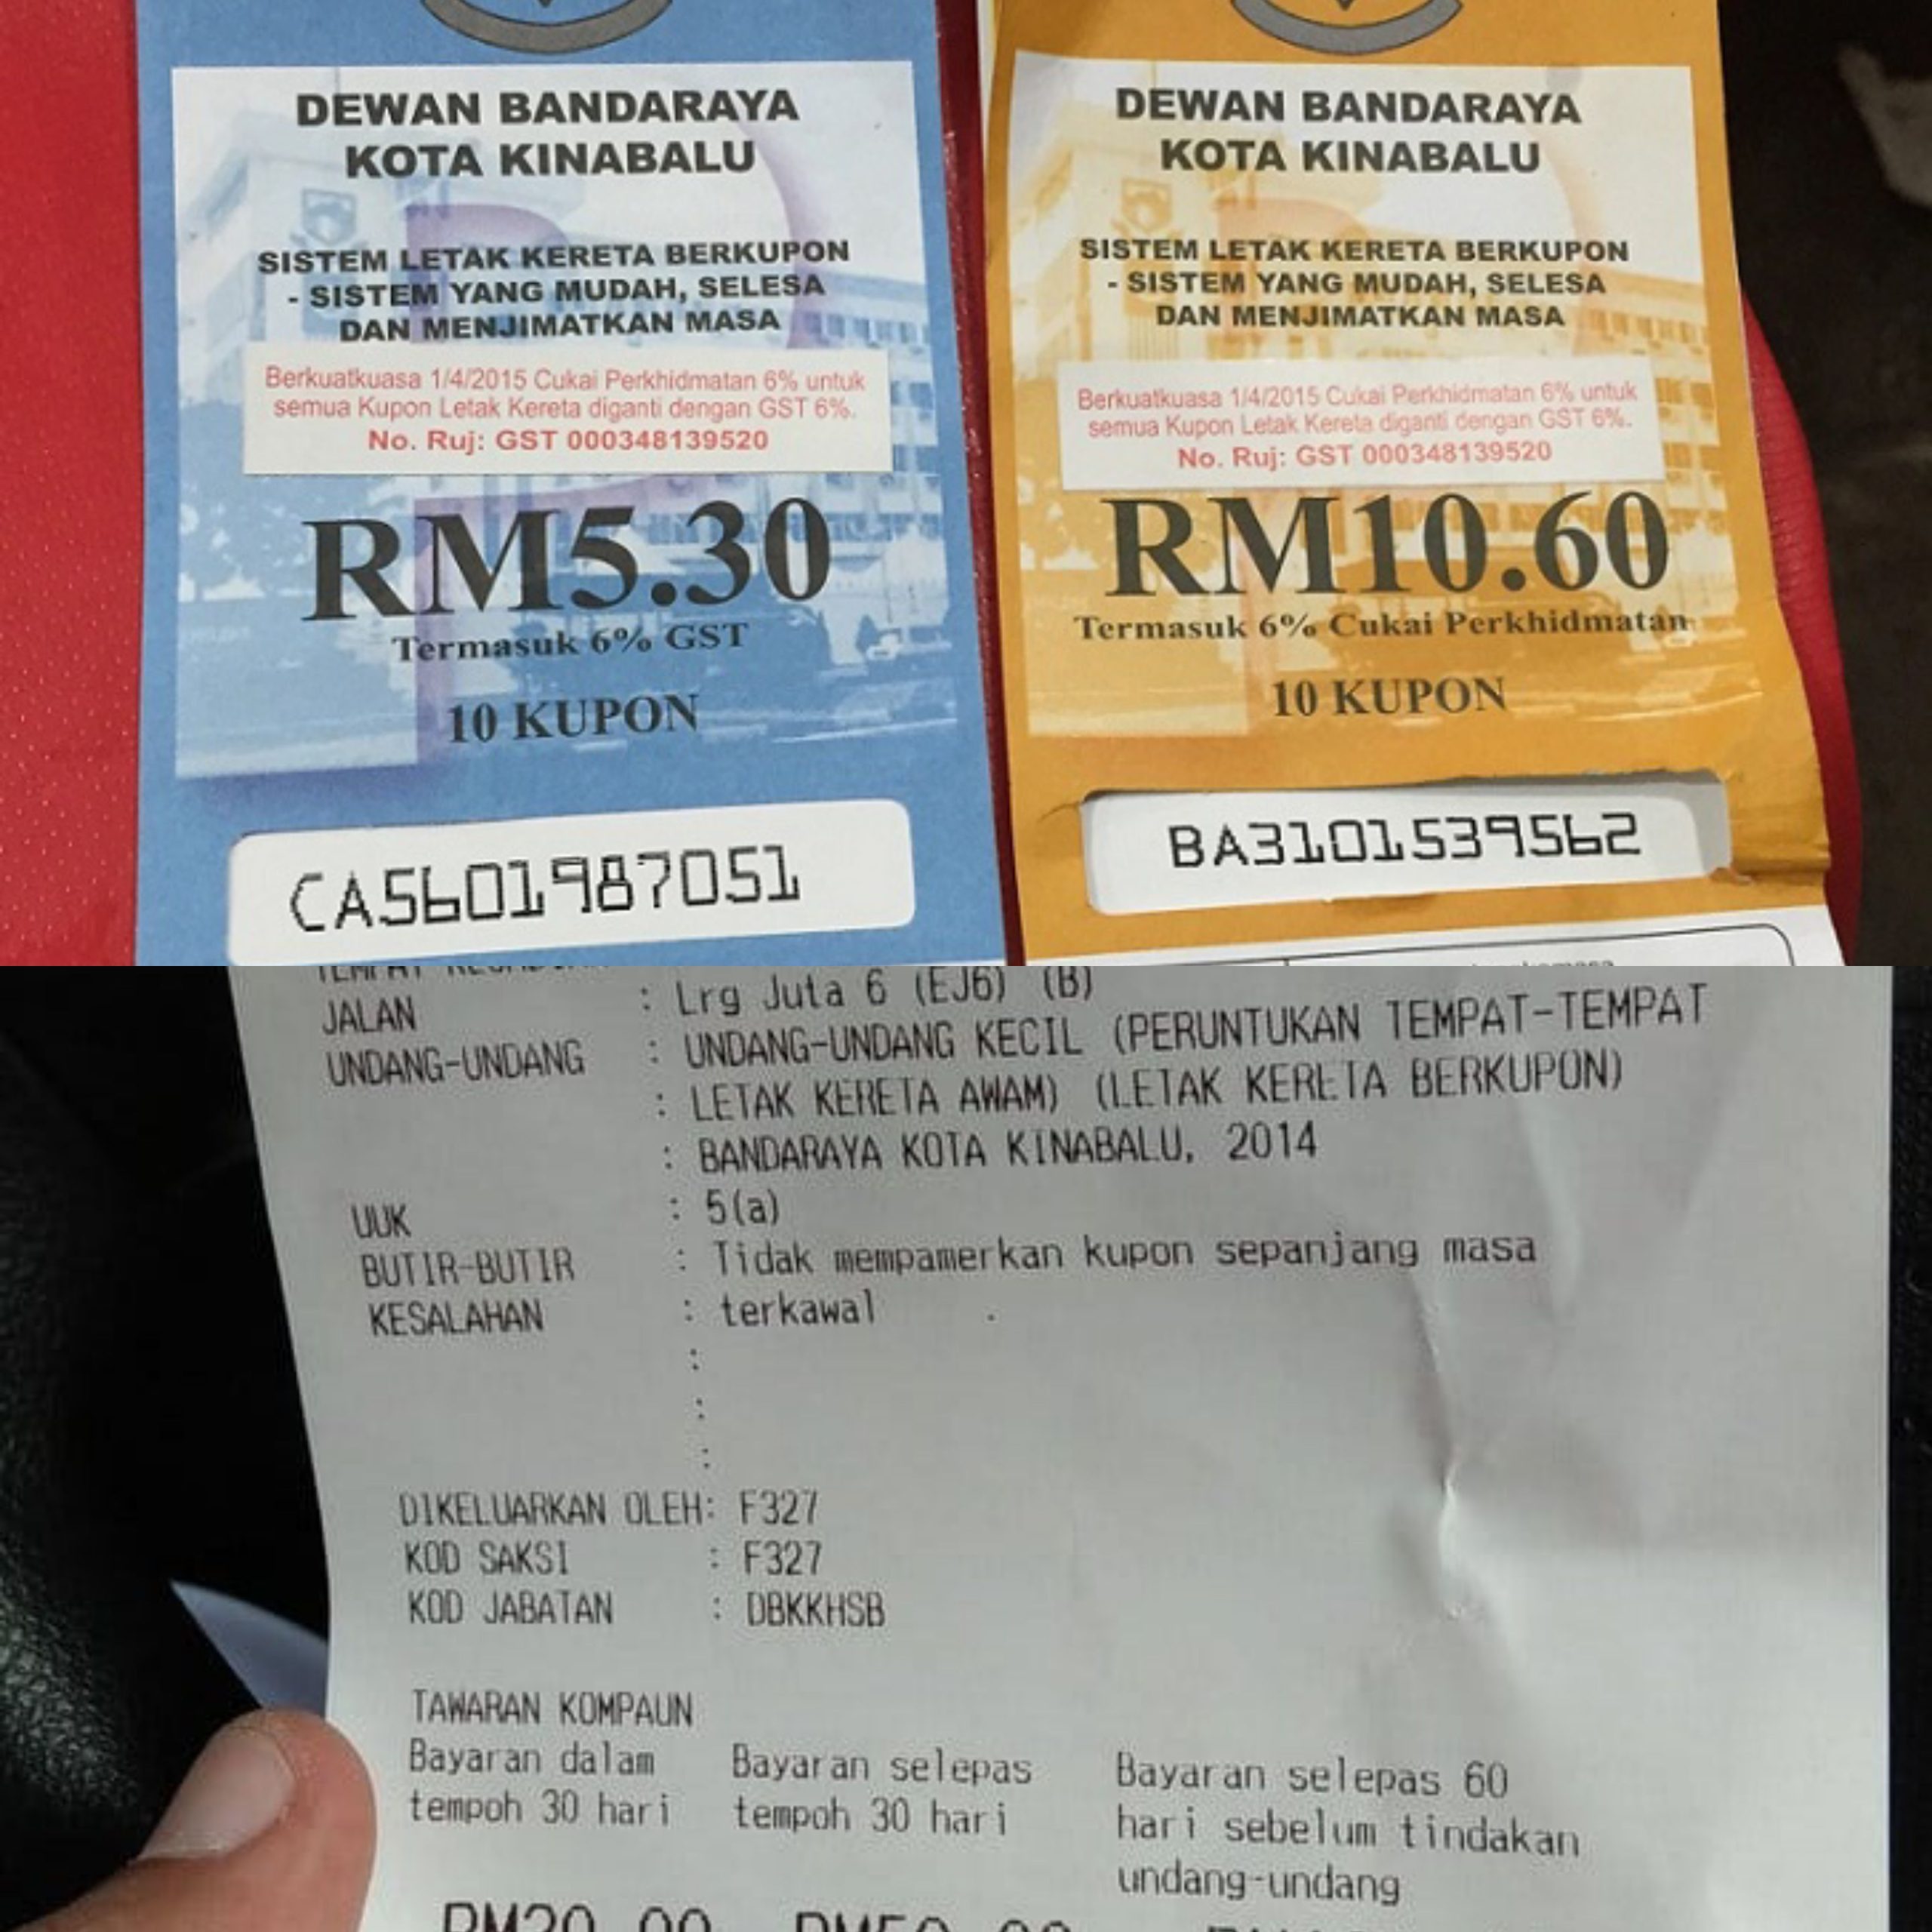 DEWAN BANDARAYA
KOTA KINABALU
SISTEM LETAK KERETA BERKUPON
- SISTEM YANG MUDAH, SELESA
DAN MENJIMATKAN MASA
Berkuatkuasa 1/4/2015 Cukai Perkhidmatan 6% untuk
semua Kupon Letak Kereta diganti dengan GST 6%.
No. Ruj: GST 000348139520
RM5.30
Termasuk 6% GST
10 KUPON
CA5601987051
DEWAN BANDARAYA
KOTA KINABALU
SISTEM LETAK KERETA BERKUPON
- SISTEM YANG MUDAH, SELESA
DAN MENJIMATKAN MASA
Berkuatkuasa 1/4/2015 Cukai Perkhidmatan 6% untuk
semua Kupon Letak Kereta diganti dengan GST 6%.
No. Ruj: GST 000348139520
RM10.60
Termasuk 6% Cukai Perkhidmatan
10 KUPON
BA3101539562
JALAN : Lrg Juta 6 (EJ6) (B)
UNDANG-UNDANG : UNDANG-UNDANG KECIL (PERUNTUKAN TEMPAT-TEMPAT
: LETAK KERETA AWAM) (LETAK KERETA BERKUPON)
: BANDARAYA KOTA KINABALU, 2014
UUK : 5(a)
BUTIR-BUTIR : Tidak mempamerkan kupon sepanjang masa
KESALAHAN : terkawal
:
:
:
DIKELUARKAN OLEH: F327
KOD SAKSI : F327
KOD JABATAN : DBKKHSB
TAWARAN KOMPAUN
Bayaran dalam Bayaran selepas Bayaran selepas 60
tempoh 30 hari tempoh 30 hari hari sebelum tindakan
undang-undang